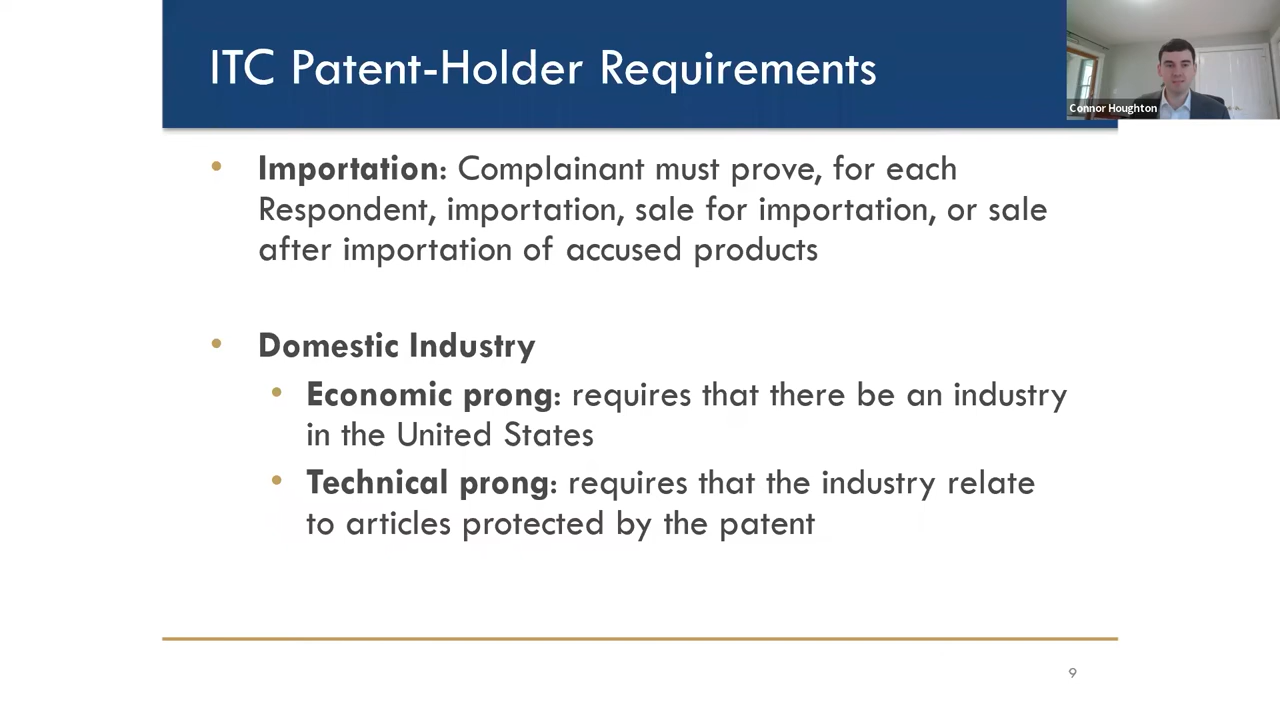 ITC Patent-Holder Requirements
Connor Houghton
• Importation: Complainant must prove, for each
Respondent, importation, sale for importation, or sale
after importation of accused products
• Domestic Industry
• Economic prong: requires that there be an industry
in the United States
• Technical prong: requires that the industry relate
to articles protected by the patent
9